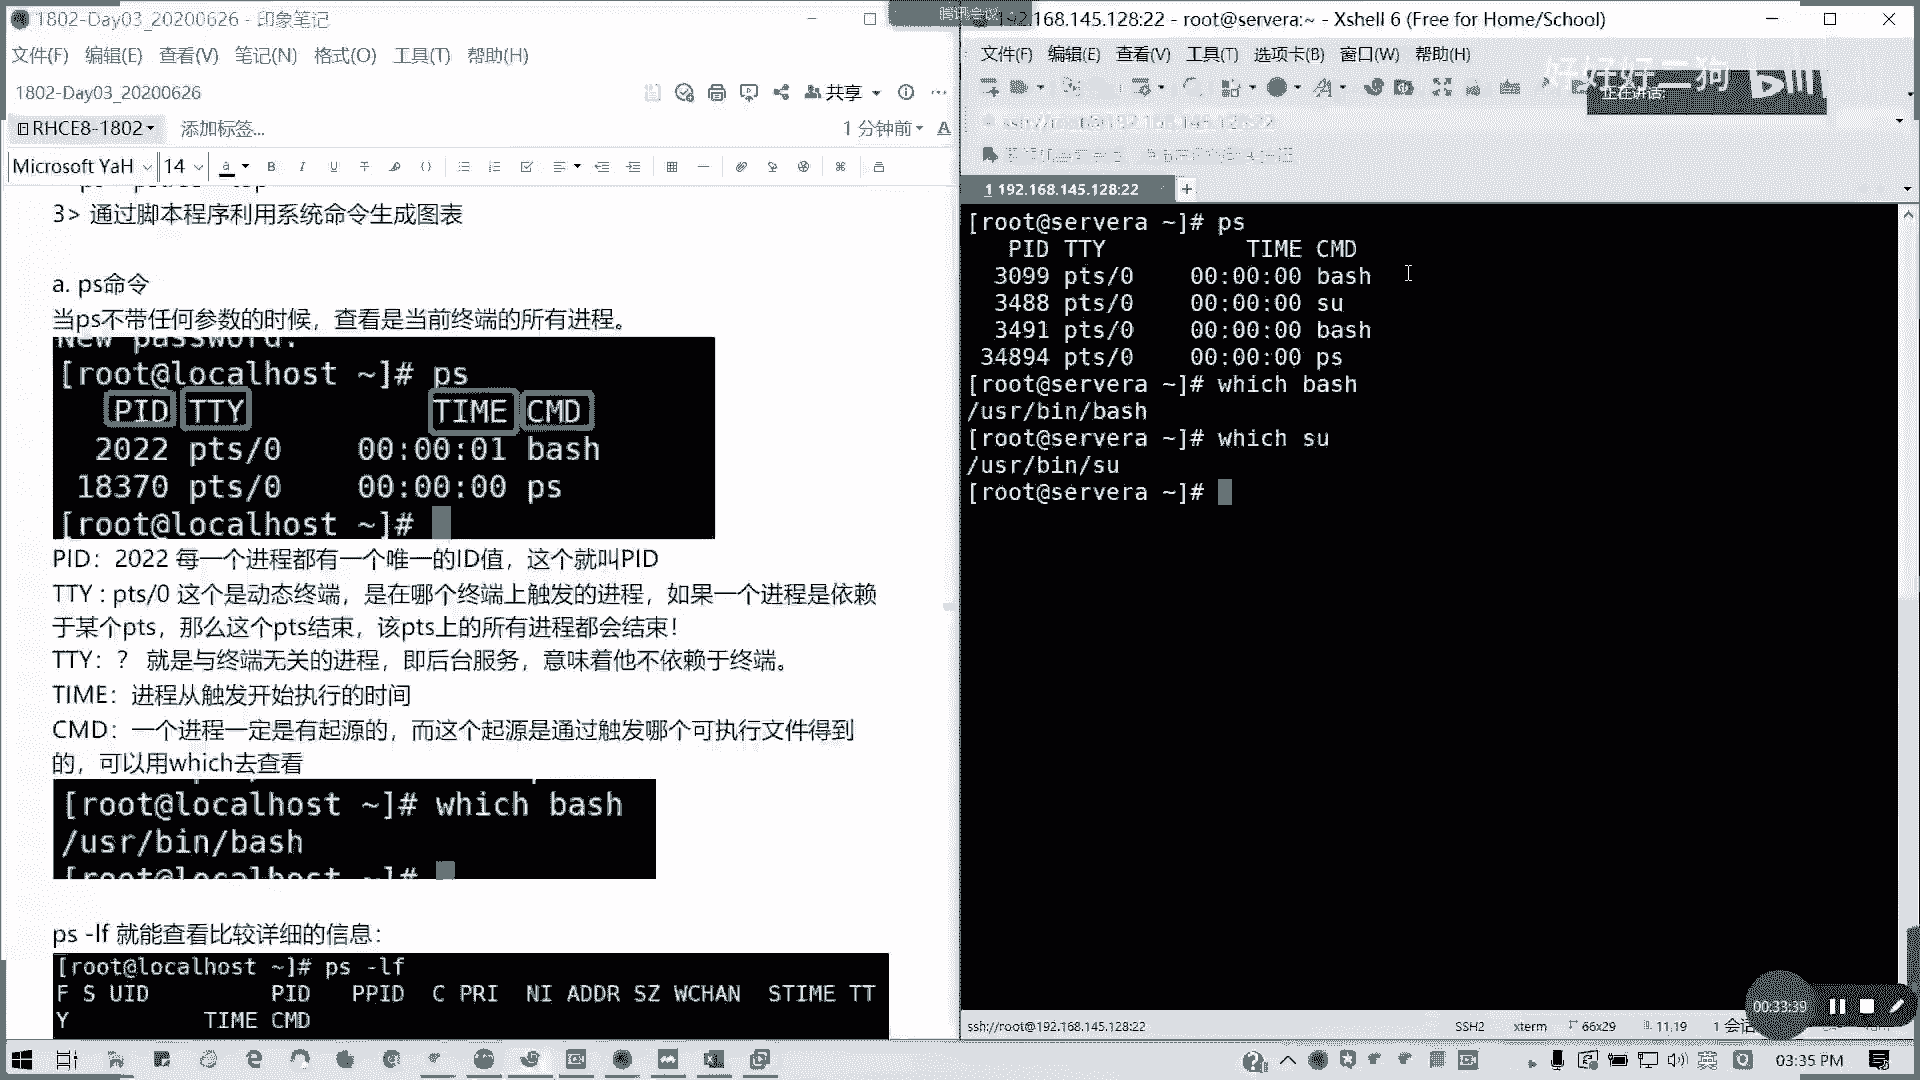 1802-Day03_20200626 - 印象笔记
文件(F) 编辑(E) 查看(V) 笔记(N) 格式(O) 工具(T) 帮助(H)
1802-Day03_20200626
共享
RHCE8-1802 添加标签...
1 分钟前
Microsoft YaH 14
3> 通过脚本程序利用系统命令生成图表
a. ps命令
当ps不带任何参数的时候，查看是当前终端的所有进程。
New password:
[root@localhost ~]# ps
PID TTY TIME CMD
2022 pts/0 00:00:01 bash
18370 pts/0 00:00:00 ps
[root@localhost ~]#
PID：2022 每一个进程都有一个唯一的ID值，这个就叫PID
TTY : pts/0 这个是动态终端，是在哪个终端上触发的进程，如果一个进程是依赖
于某个pts，那么这个pts结束，该pts上的所有进程都会结束！
TTY：？ 就是与终端无关的进程，即后台服务，意味着他不依赖于终端。
TIME：进程从触发开始执行的时间
CMD：一个进程一定是有起源的，而这个起源是通过触发哪个可执行文件得到
的，可以用which去查看
[root@localhost ~]# which bash
/usr/bin/bash
[root@localhost ~]#
ps -lf 就能查看比较详细的信息：
[root@localhost ~]# ps -lf
F S UID PID PPID C PRI NI ADDR SZ WCHAN STIME TT
Y TIME CMD
腾讯会议
192.168.145.128:22 - root@servera:~ - Xshell 6 (Free for Home/School)
文件(F) 编辑(E) 查看(V) 工具(T) 选项卡(B) 窗口(W) 帮助(H)
好好好二狗
正在讲话:
1 192.168.145.128:22
[root@servera ~]# ps
PID TTY TIME CMD
3099 pts/0 00:00:00 bash
3488 pts/0 00:00:00 su
3491 pts/0 00:00:00 bash
34894 pts/0 00:00:00 ps
[root@servera ~]# which bash
/usr/bin/bash
[root@servera ~]# which su
/usr/bin/su
[root@servera ~]#
00:33:39
ssh://root@192.168.145.128:22 SSH2 xterm 66x29 11,19 1 会话
英
03:35 PM